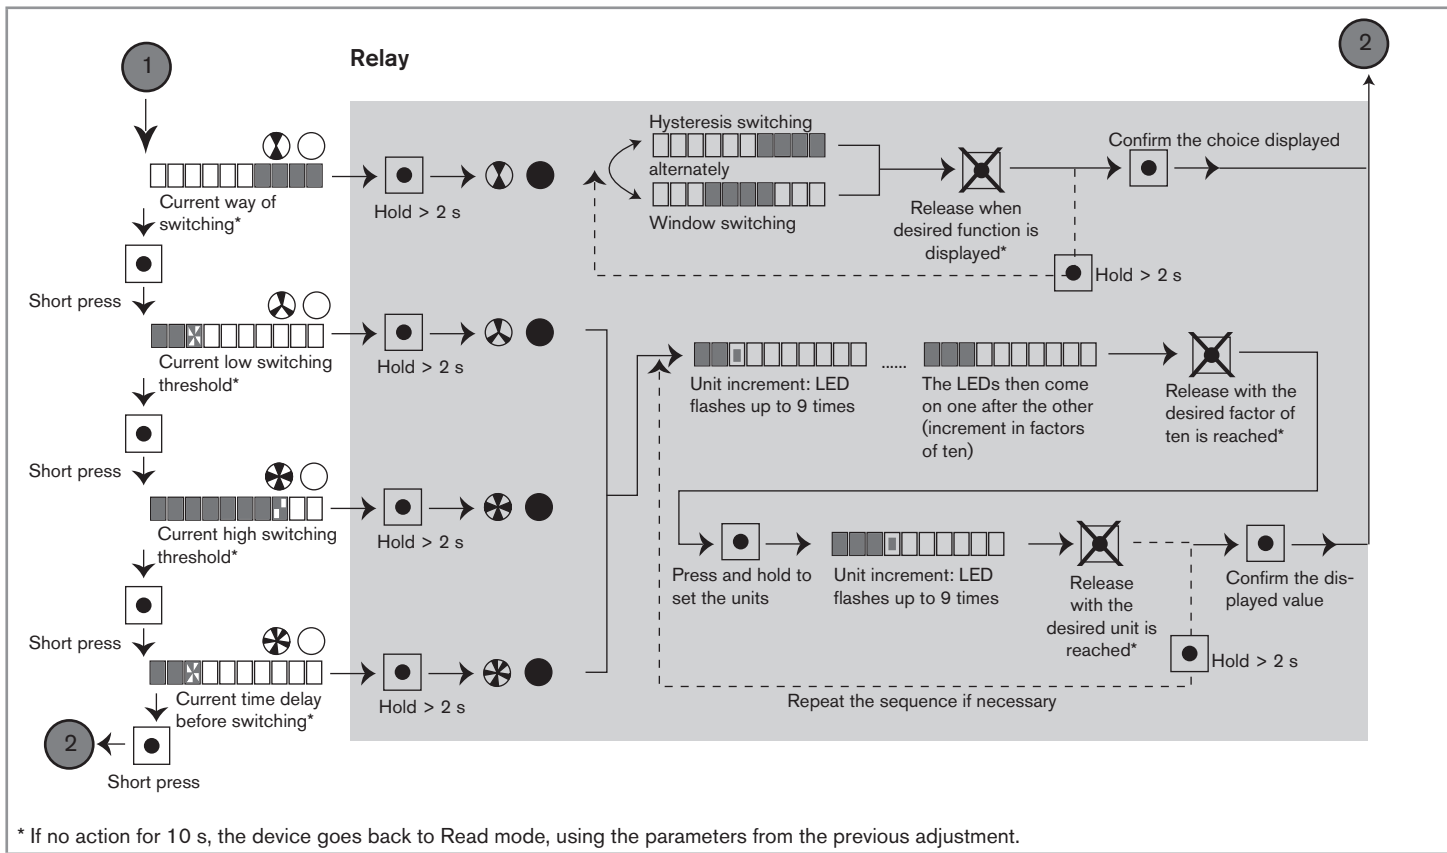 1
Relay
2
Hysteresis switching
alternately
Window switching
Confirm the choice displayed
Current way of
switching*
Hold > 2 s
Release when
desired function is
displayed*
Hold > 2 s
Short press
Current low switching
threshold*
Hold > 2 s
Unit increment: LED
flashes up to 9 times
......
The LEDs then come
on one after the other
(increment in factors
of ten)
Release with the
desired factor of
ten is reached*
Short press
Current high switching
threshold*
Hold > 2 s
Press and hold to
set the units
Unit increment: LED
flashes up to 9 times
Release
with the
desired unit is
reached*
Confirm the dis-
played value
Hold > 2 s
Short press
Current time delay
before switching*
Hold > 2 s
Repeat the sequence if necessary
2
Short press
* If no action for 10 s, the device goes back to Read mode, using the parameters from the previous adjustment.